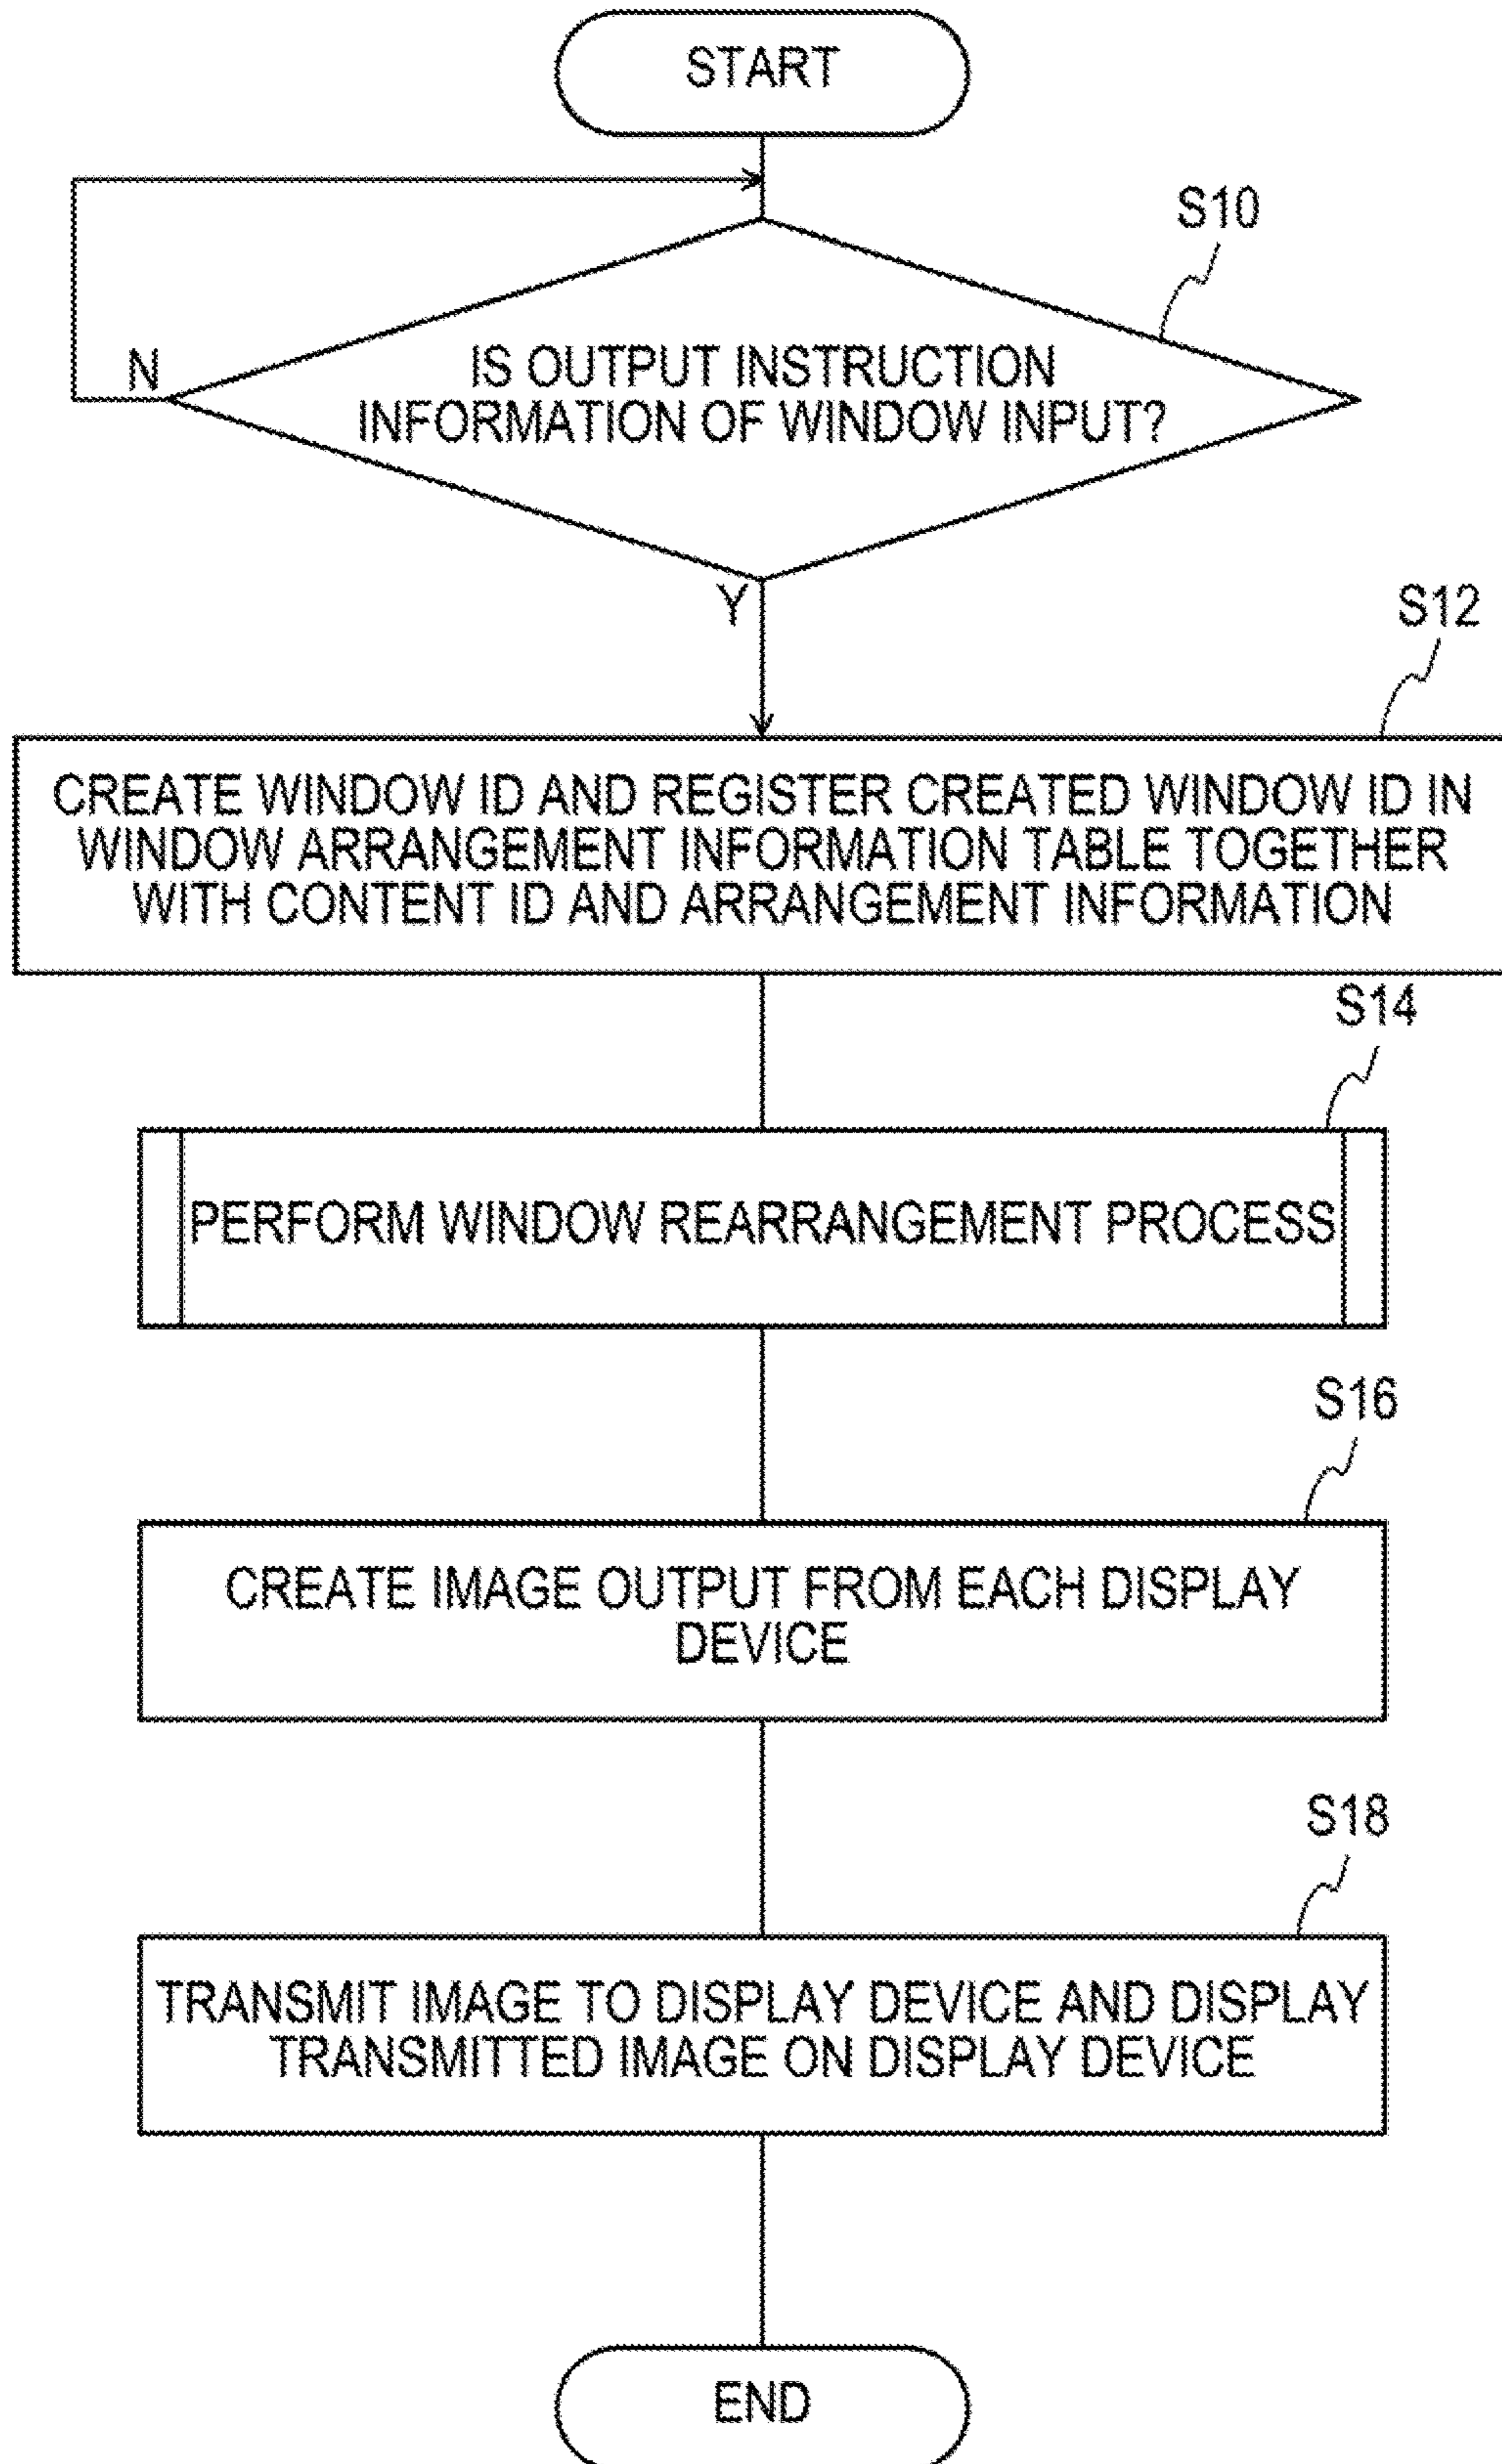 START
S10
N
IS OUTPUT INSTRUCTION
INFORMATION OF WINDOW INPUT?
Y
S12
CREATE WINDOW ID AND REGISTER CREATED WINDOW ID IN
WINDOW ARRANGEMENT INFORMATION TABLE TOGETHER
WITH CONTENT ID AND ARRANGEMENT INFORMATION
S14
PERFORM WINDOW REARRANGEMENT PROCESS
S16
CREATE IMAGE OUTPUT FROM EACH DISPLAY
DEVICE
S18
TRANSMIT IMAGE TO DISPLAY DEVICE AND DISPLAY
TRANSMITTED IMAGE ON DISPLAY DEVICE
END